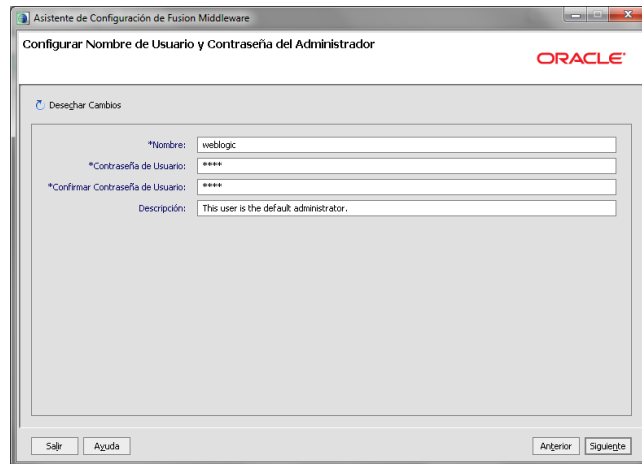 Asistente de Configuración de Fusion Middleware
Configurar Nombre de Usuario y Contraseña del Administrador
ORACLE
Desechar Cambios
*Nombre: weblogic
*Contraseña de Usuario: ****
*Confirmar Contraseña de Usuario: ****
Descripción: This user is the default administrator.
Salir Ayuda Anterior Siguiente